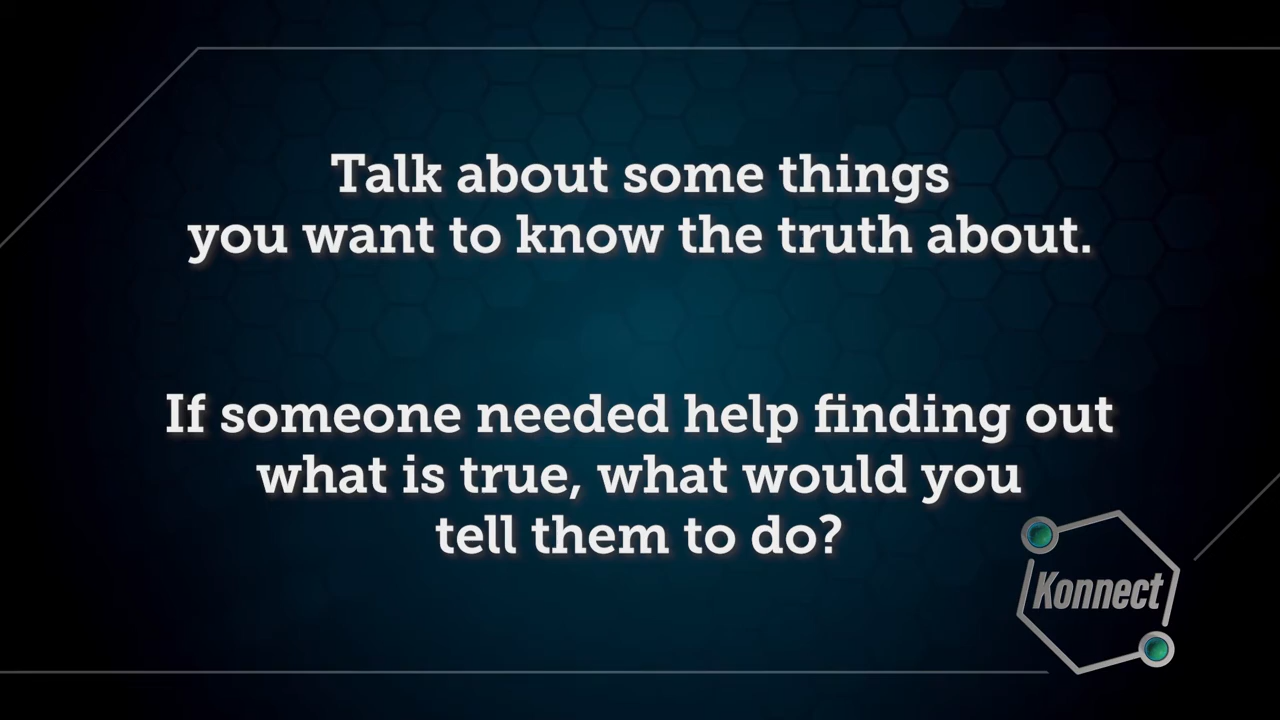 Talk about some things
you want to know the truth about.
If someone needed help finding out
what is true, what would you
tell them to do?
Konnect